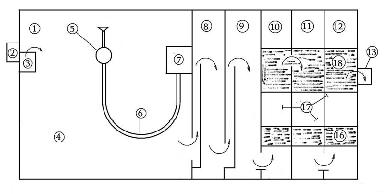 ① ⑧ ⑨ ⑩ ⑪ ⑫
⑤
② ③ ⑦ ⑱ ⑬
⑥ ⑰
④ ⑯